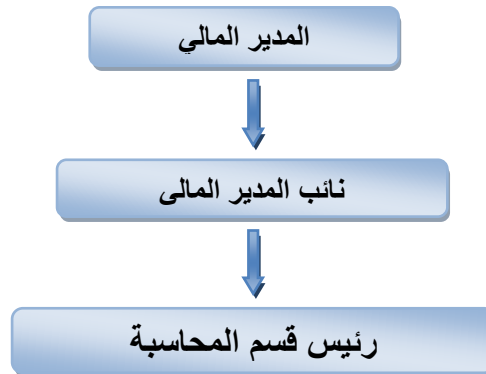 المدير المالي
نائب المدير المالى
رئيس قسم المحاسبة